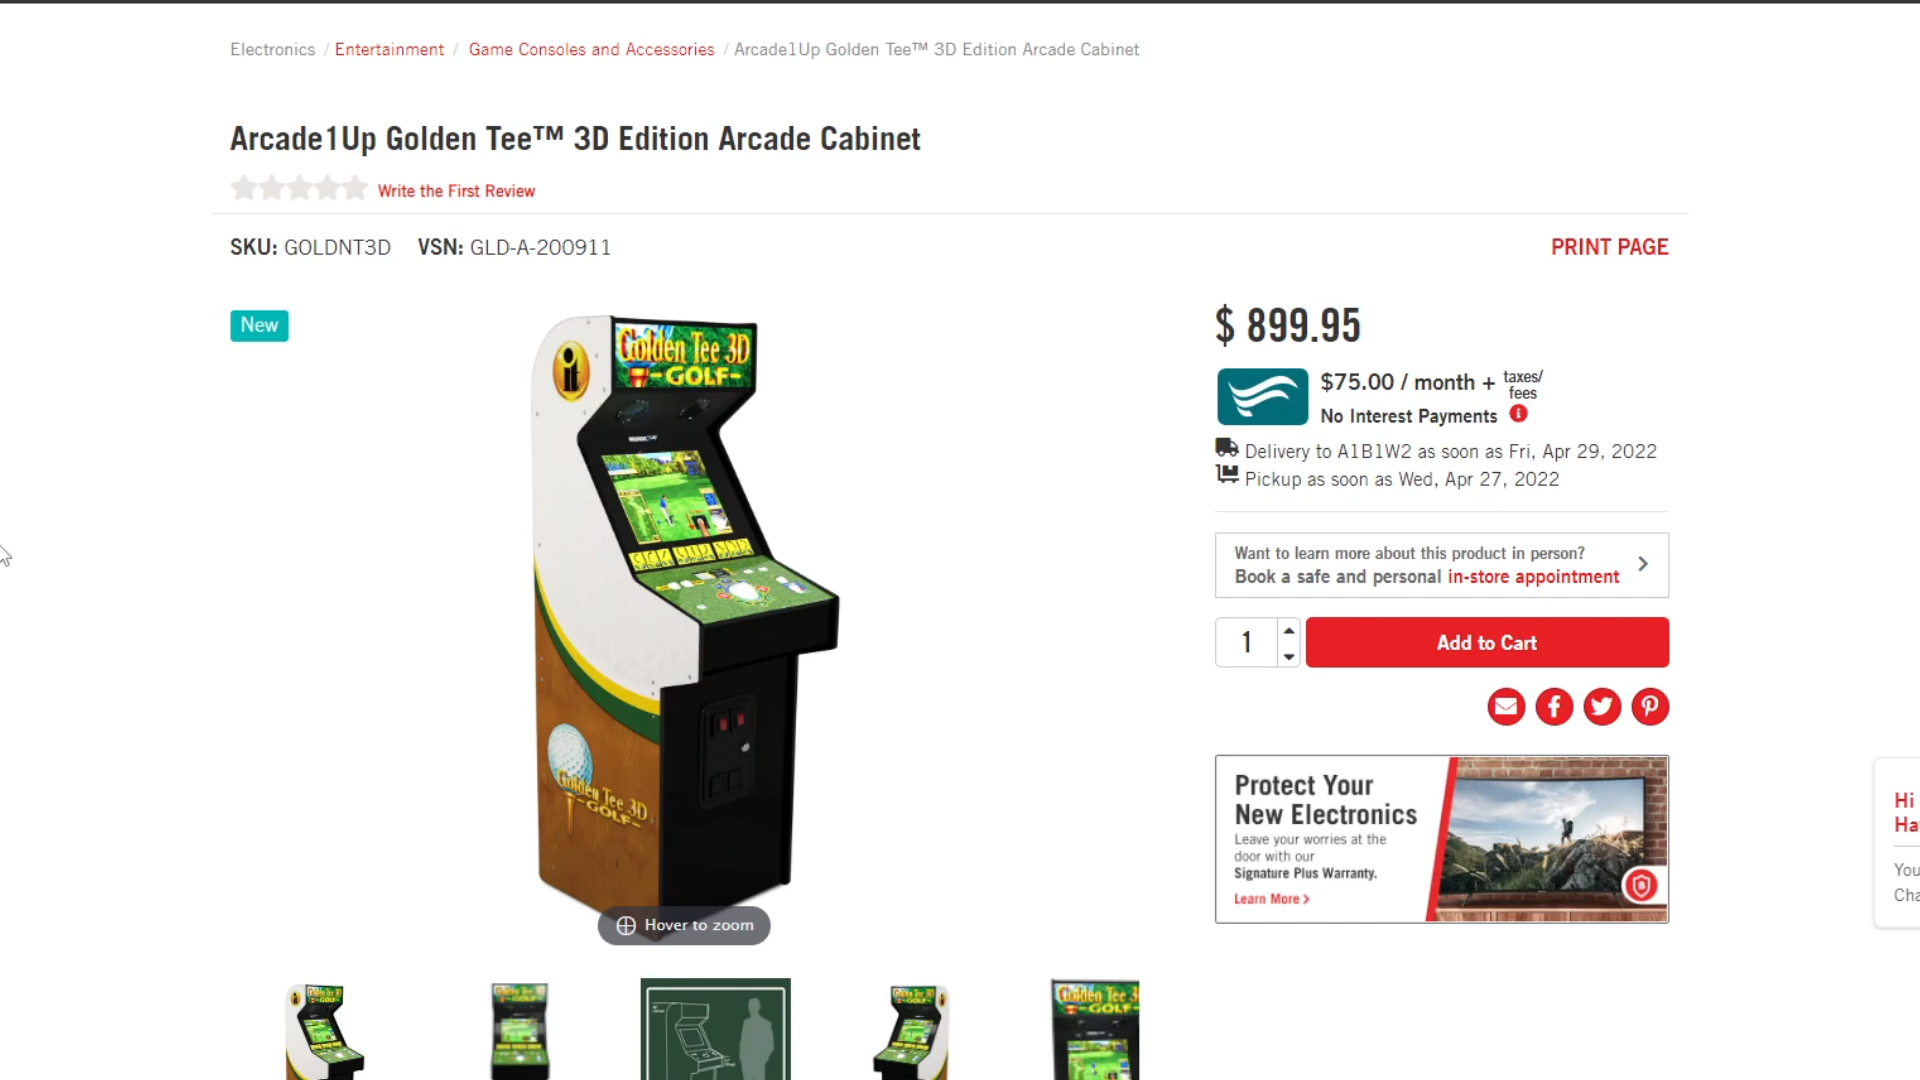 Electronics / Entertainment / Game Consoles and Accessories / Arcade1Up Golden Tee™ 3D Edition Arcade Cabinet
Arcade1Up Golden Tee™ 3D Edition Arcade Cabinet
Write the First Review
SKU: GOLDNT3D VSN: GLD-A-200911
PRINT PAGE
New
it
Golden Tee 3D
-GOLF-
Golden Tee 3D
-GOLF-
Hover to zoom
$ 899.95
$75.00 / month + taxes/
fees
No Interest Payments
Delivery to A1B1W2 as soon as Fri, Apr 29, 2022
Pickup as soon as Wed, Apr 27, 2022
Want to learn more about this product in person?
Book a safe and personal in-store appointment
1
Add to Cart
Protect Your
New Electronics
Leave your worries at the
door with our
Signature Plus Warranty.
Learn More >
Hi
You
Golden Tee 3D
-GOLF-